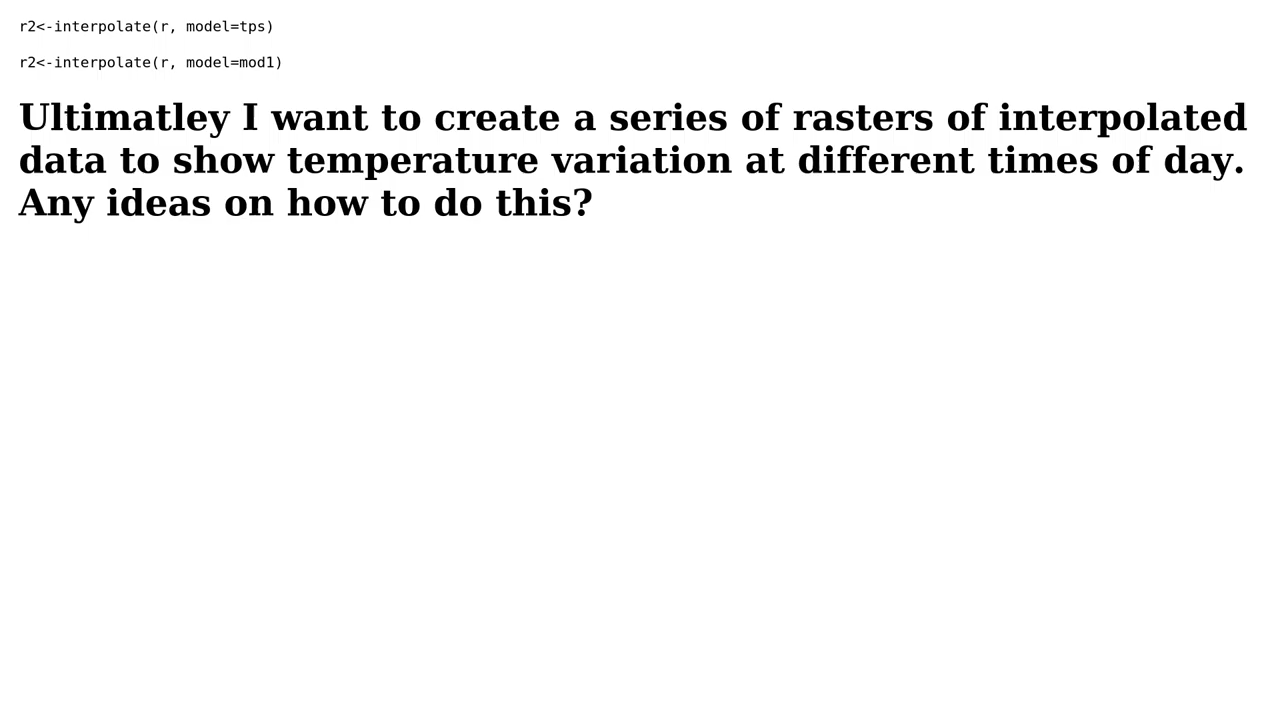 r2<-interpolate(r, model=tps)
r2<-interpolate(r, model=mod1)
Ultimatley I want to create a series of rasters of interpolated
data to show temperature variation at different times of day.
Any ideas on how to do this?